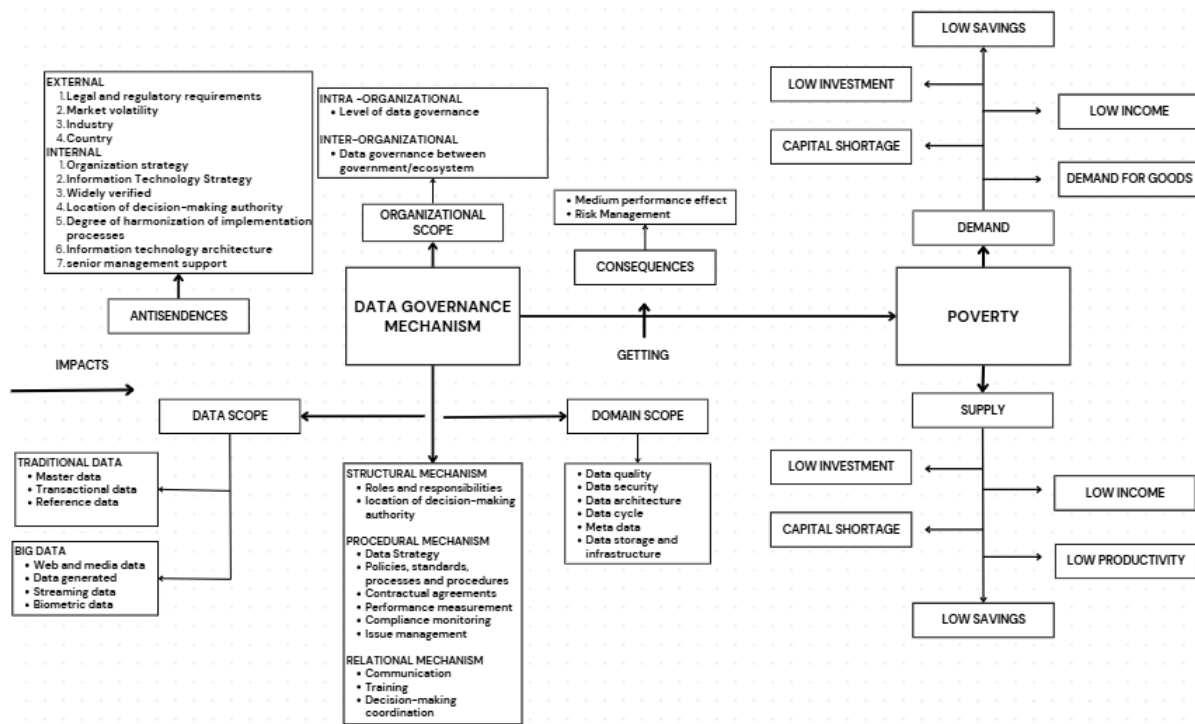 EXTERNAL
1. Legal and regulatory requirements
2. Market volatility
3. Industry
4. Country
INTERNAL
1. Organization strategy
2. Information Technology Strategy
3. Widely verified
4. Location of decision-making authority
5. Degree of harmonization of implementation
processes
6. Information technology architecture
7. senior management support
ANTISENDENCES
IMPACTS
INTRA -ORGANIZATIONAL
• Level of data governance
INTER-ORGANIZATIONAL
• Data governance between
government/ecosystem
ORGANIZATIONAL
SCOPE
DATA GOVERNANCE
MECHANISM
• Medium performance effect
• Risk Management
CONSEQUENCES
GETTING
LOW SAVINGS
LOW INVESTMENT
LOW INCOME
CAPITAL SHORTAGE
DEMAND FOR GOODS
DEMAND
POVERTY
SUPPLY
LOW INVESTMENT
LOW INCOME
CAPITAL SHORTAGE
LOW PRODUCTIVITY
LOW SAVINGS
DATA SCOPE
TRADITIONAL DATA
• Master data
• Transactional data
• Reference data
BIG DATA
• Web and media data
• Data generated
• Streaming data
• Biometric data
STRUCTURAL MECHANISM
• Roles and responsibilities
• location of decision-making
authority
PROCEDURAL MECHANISM
• Data Strategy
• Policies, standards,
processes and procedures
• Contractual agreements
• Performance measurement
• Compliance monitoring
• Issue management
RELATIONAL MECHANISM
• Communication
• Training
• Decision-making
coordination
DOMAIN SCOPE
• Data quality
• Data security
• Data architecture
• Data cycle
• Meta data
• Data storage and
infrastructure